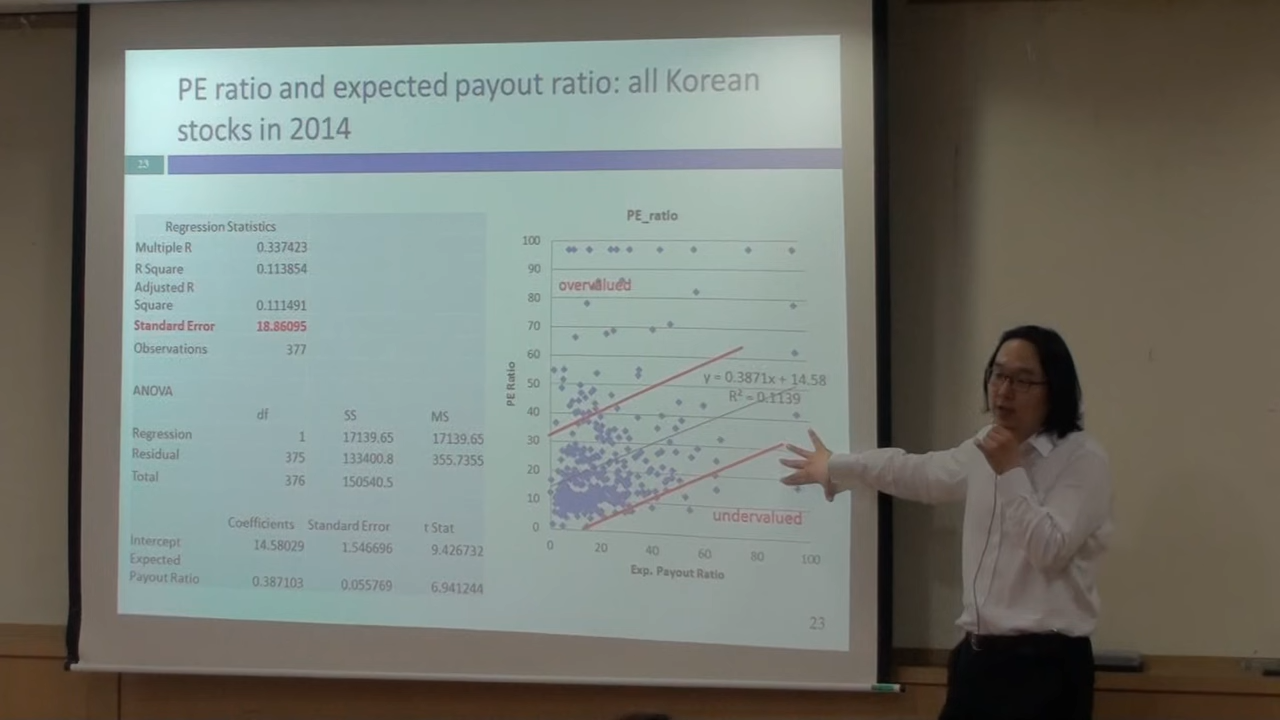 PE ratio and expected payout ratio: all Korean
stocks in 2014
23
Regression Statistics
Multiple R 0.337423
R Square 0.113854
Adjusted R
Square 0.111491
Standard Error 18.86095
Observations 377
ANOVA
df SS MS
Regression 1 17139.65 17139.65
Residual 375 133400.8 355.7355
Total 376 150540.5
Coefficients Standard Error t Stat
Intercept 14.58029 1.546696 9.426732
Expected
Payout Ratio 0.387103 0.055769 6.941244
PE_ratio
100
90
80
70
60
50
40
30
20
10
0
PE Ratio
overvalued
y = 0.3871x + 14.58
R² = 0.1139
undervalued
0 20 40 60 80 100
Exp. Payout Ratio
23